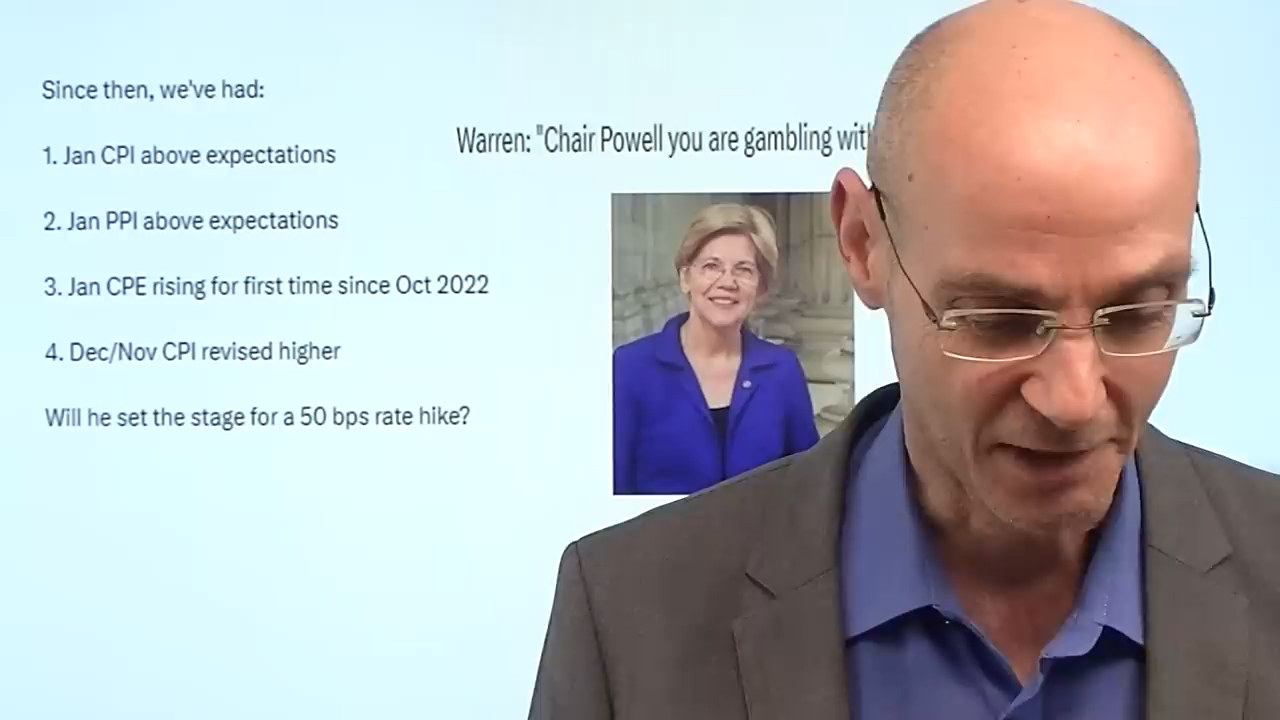 Since then, we've had:
1. Jan CPI above expectations
2. Jan PPI above expectations
3. Jan CPE rising for first time since Oct 2022
4. Dec/Nov CPI revised higher
Will he set the stage for a 50 bps rate hike?
Warren: "Chair Powell you are gambling